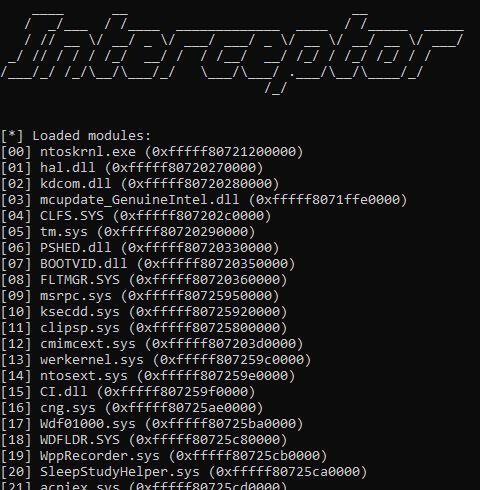 Interceptor
[*] Loaded modules:
[00] ntoskrnl.exe (0xfffff80721200000)
[01] hal.dll (0xfffff80720270000)
[02] kdcom.dll (0xfffff80720280000)
[03] mcupdate_GenuineIntel.dll (0xfffff8071ffe0000)
[04] CLFS.SYS (0xfffff807202c0000)
[05] tm.sys (0xfffff80720290000)
[06] PSHED.dll (0xfffff80720330000)
[07] BOOTVID.dll (0xfffff80720350000)
[08] FLTMGR.SYS (0xfffff80720360000)
[09] msrpc.sys (0xfffff80725950000)
[10] ksecdd.sys (0xfffff80725920000)
[11] clipsp.sys (0xfffff80725800000)
[12] cmimcext.sys (0xfffff807203d0000)
[13] werkernel.sys (0xfffff807259c0000)
[14] ntosext.sys (0xfffff807259e0000)
[15] CI.dll (0xfffff807259f0000)
[16] cng.sys (0xfffff80725ae0000)
[17] Wdf01000.sys (0xfffff80725ba0000)
[18] WDFLDR.SYS (0xfffff80725c80000)
[19] WppRecorder.sys (0xfffff80725cb0000)
[20] SleepStudyHelper.sys (0xfffff80725ca0000)
[21] acpiex.sys (0xfffff80725cd0000)